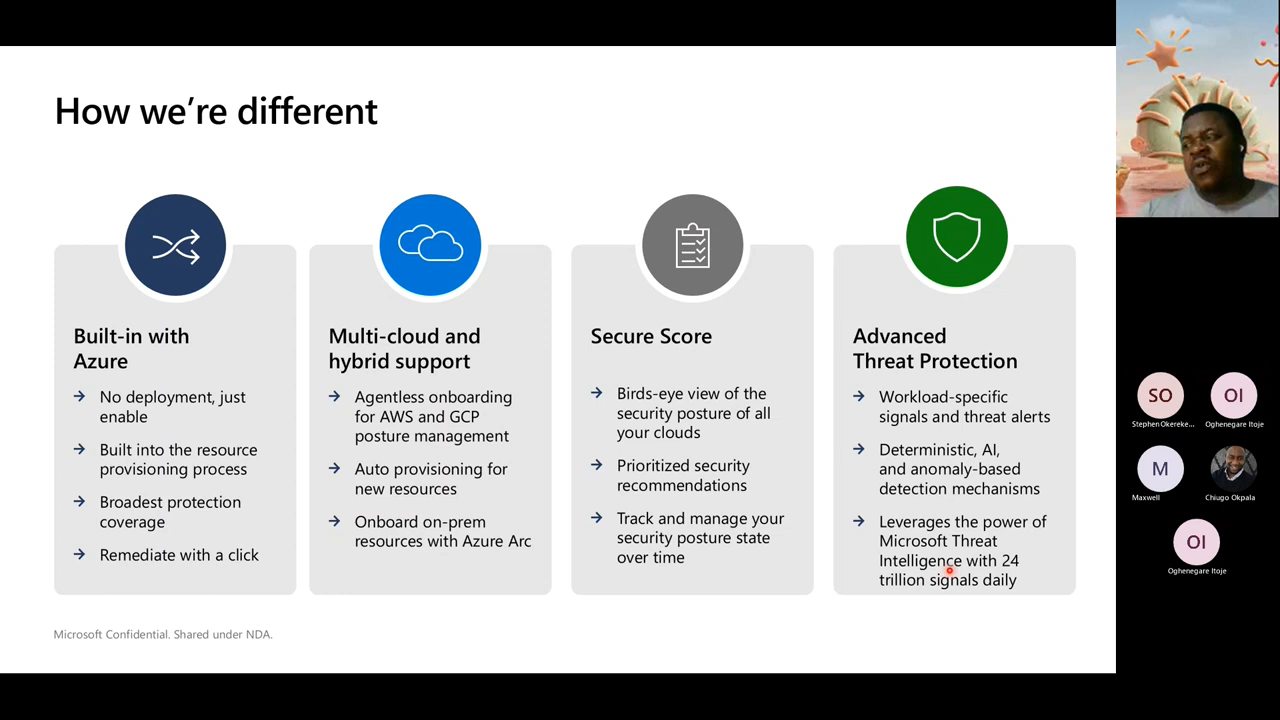 How we're different
Built-in with
Azure
→ No deployment, just
enable
→ Built into the resource
provisioning process
→ Broadest protection
coverage
→ Remediate with a click
Multi-cloud and
hybrid support
→ Agentless onboarding
for AWS and GCP
posture management
→ Auto provisioning for
new resources
→ Onboard on-prem
resources with Azure Arc
Secure Score
→ Birds-eye view of the
security posture of all
your clouds
→ Prioritized security
recommendations
→ Track and manage your
security posture state
over time
Advanced
Threat Protection
→ Workload-specific
signals and threat alerts
→ Deterministic, AI,
and anomaly-based
detection mechanisms
→ Leverages the power of
Microsoft Threat
Intelligence with 24
trillion signals daily
Microsoft Confidential. Shared under NDA.
SO
Stephen Okereke...
OI
Oghenegare Itoje
M
Maxwell
Chiugo Okpala
OI
Oghenegare Itoje